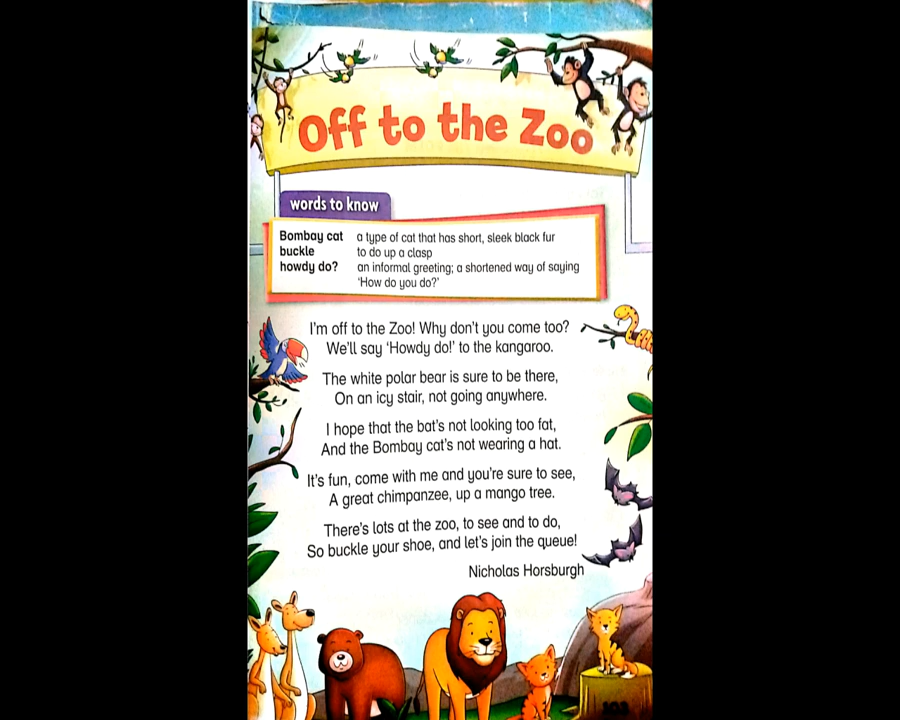 Off to the Zoo
words to know
Bombay cat a type of cat that has short, sleek black fur
buckle to do up a clasp
howdy do? an informal greeting; a shortened way of saying
'How do you do?'
I'm off to the Zoo! Why don't you come too?
We'll say 'Howdy do!' to the kangaroo.
The white polar bear is sure to be there,
On an icy stair, not going anywhere.
I hope that the bat's not looking too fat,
And the Bombay cat's not wearing a hat.
It's fun, come with me and you're sure to see,
A great chimpanzee, up a mango tree.
There's lots at the zoo, to see and to do,
So buckle your shoe, and let's join the queue!
Nicholas Horsburgh